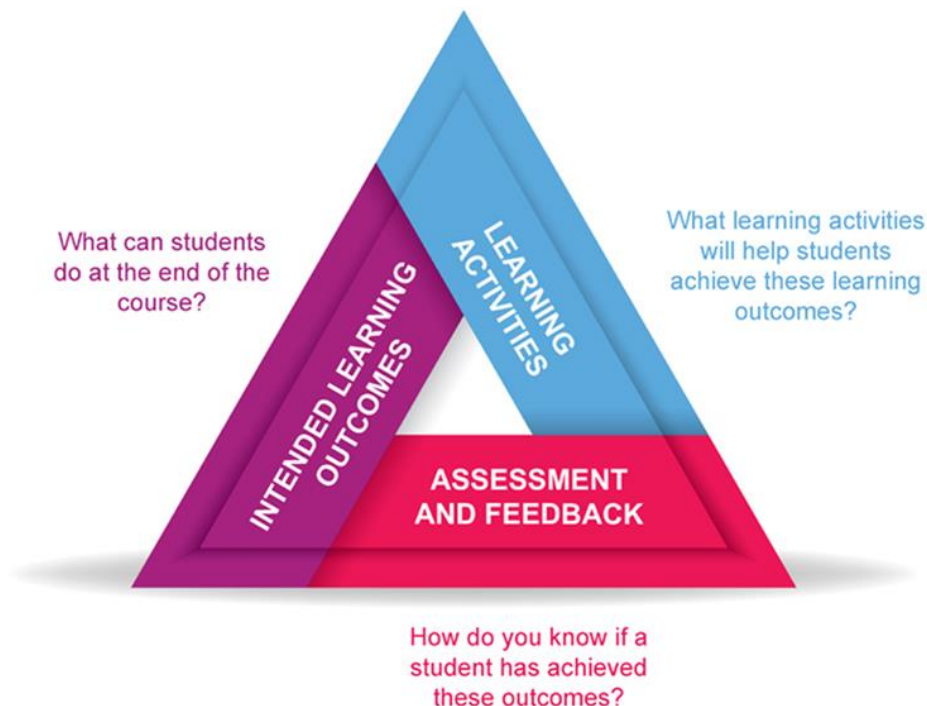 What can students
do at the end of the
course?
INTENDED LEARNING
OUTCOMES
LEARNING
ACTIVITIES
What learning activities
will help students
achieve these learning
outcomes?
ASSESSMENT
AND FEEDBACK
How do you know if a
student has achieved
these outcomes?